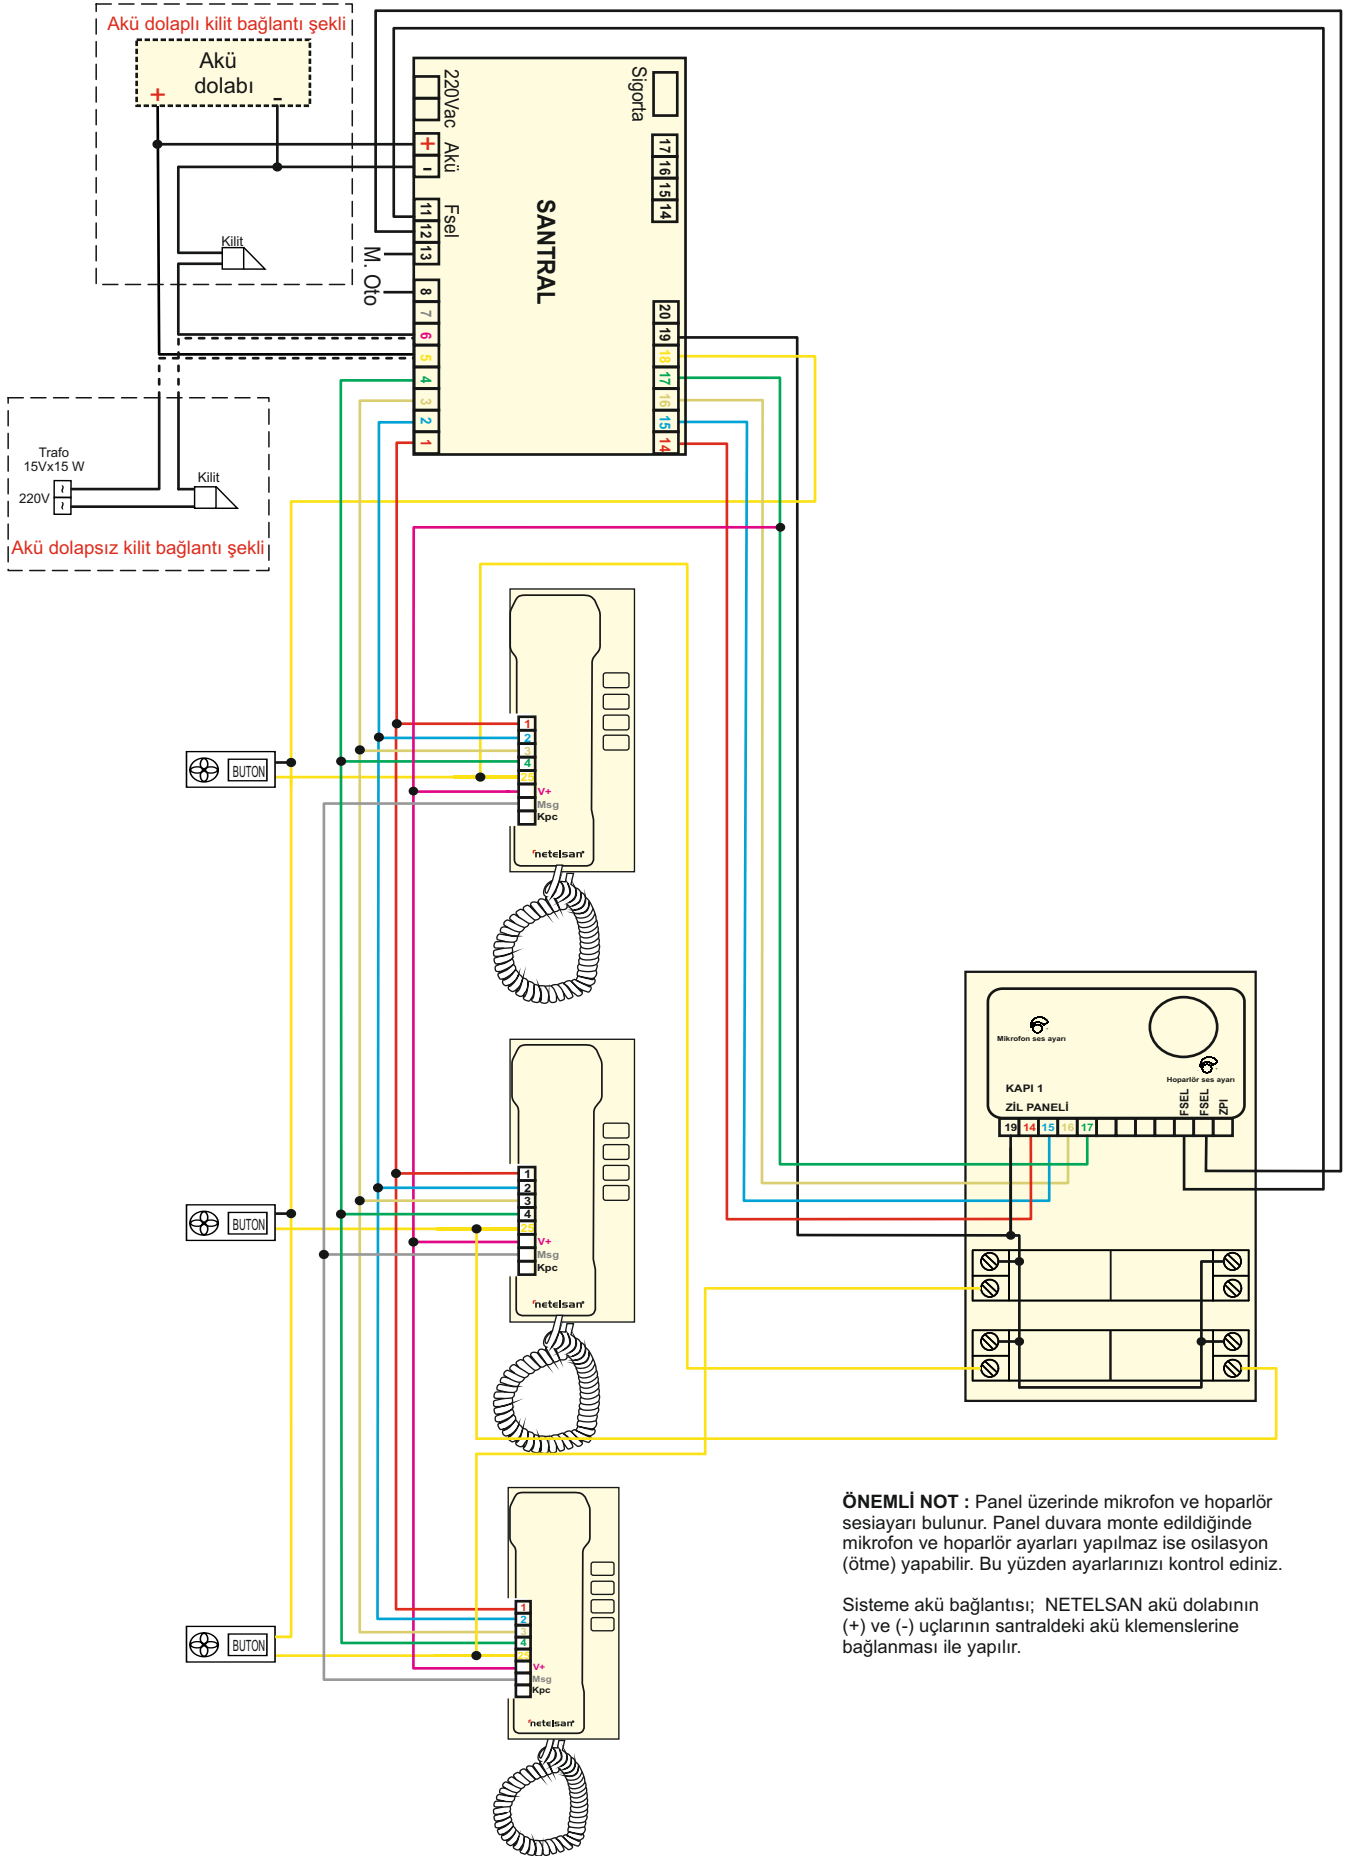 Akü dolaplı kilit bağlantı şekli
Akü
dolabı
+
-
Kilit
220Vac
+
-
Akü
11
12
13
Fsel
M. Oto
8
7
6
5
4
3
2
1
SANTRAL
Sigorta
17
16
15
14
20
19
18
17
16
15
14
Trafo
15Vx15 W
220V
~
~
Kilit
Akü dolapsız kilit bağlantı şekli
BUTON
1
2
3
4
25
V+
Msg
Kpc
netelsan
BUTON
1
2
3
4
25
V+
Msg
Kpc
netelsan
BUTON
1
2
3
4
25
V+
Msg
Kpc
netelsan
Mikrofon ses ayarı
Hoparlör ses ayarı
KAPI 1
ZİL PANELİ
FSEL
FSEL
ZPI
19 14 15 16 17
ÖNEMLİ NOT : Panel üzerinde mikrofon ve hoparlör
sesiayarı bulunur. Panel duvara monte edildiğinde
mikrofon ve hoparlör ayarları yapılmaz ise osilasyon
(ötme) yapabilir. Bu yüzden ayarlarınızı kontrol ediniz.
Sisteme akü bağlantısı; NETELSAN akü dolabının
(+) ve (-) uçlarının santraldeki akü klemenslerine
bağlanması ile yapılır.